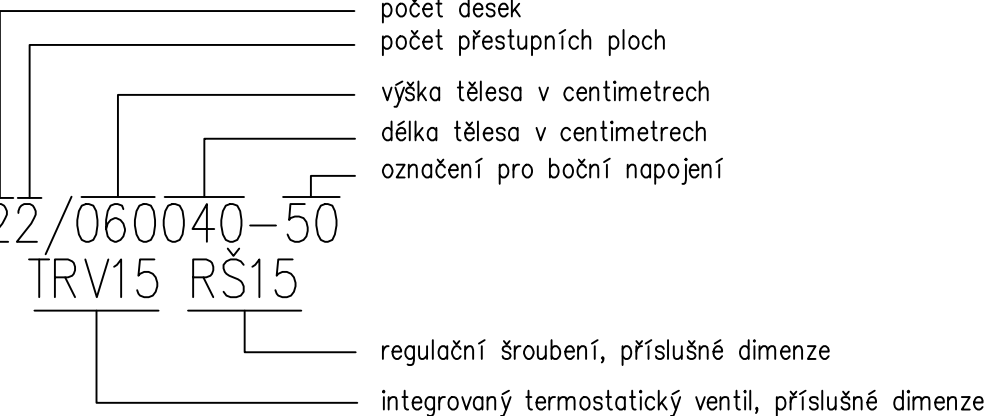 počet desek
počet přestupních ploch
výška tělesa v centimetrech
délka tělesa v centimetrech
označení pro boční napojení
22/060040-50
TRV15 RŠ15
regulační šroubení, příslušné dimenze
integrovaný termostatický ventil, příslušné dimenze